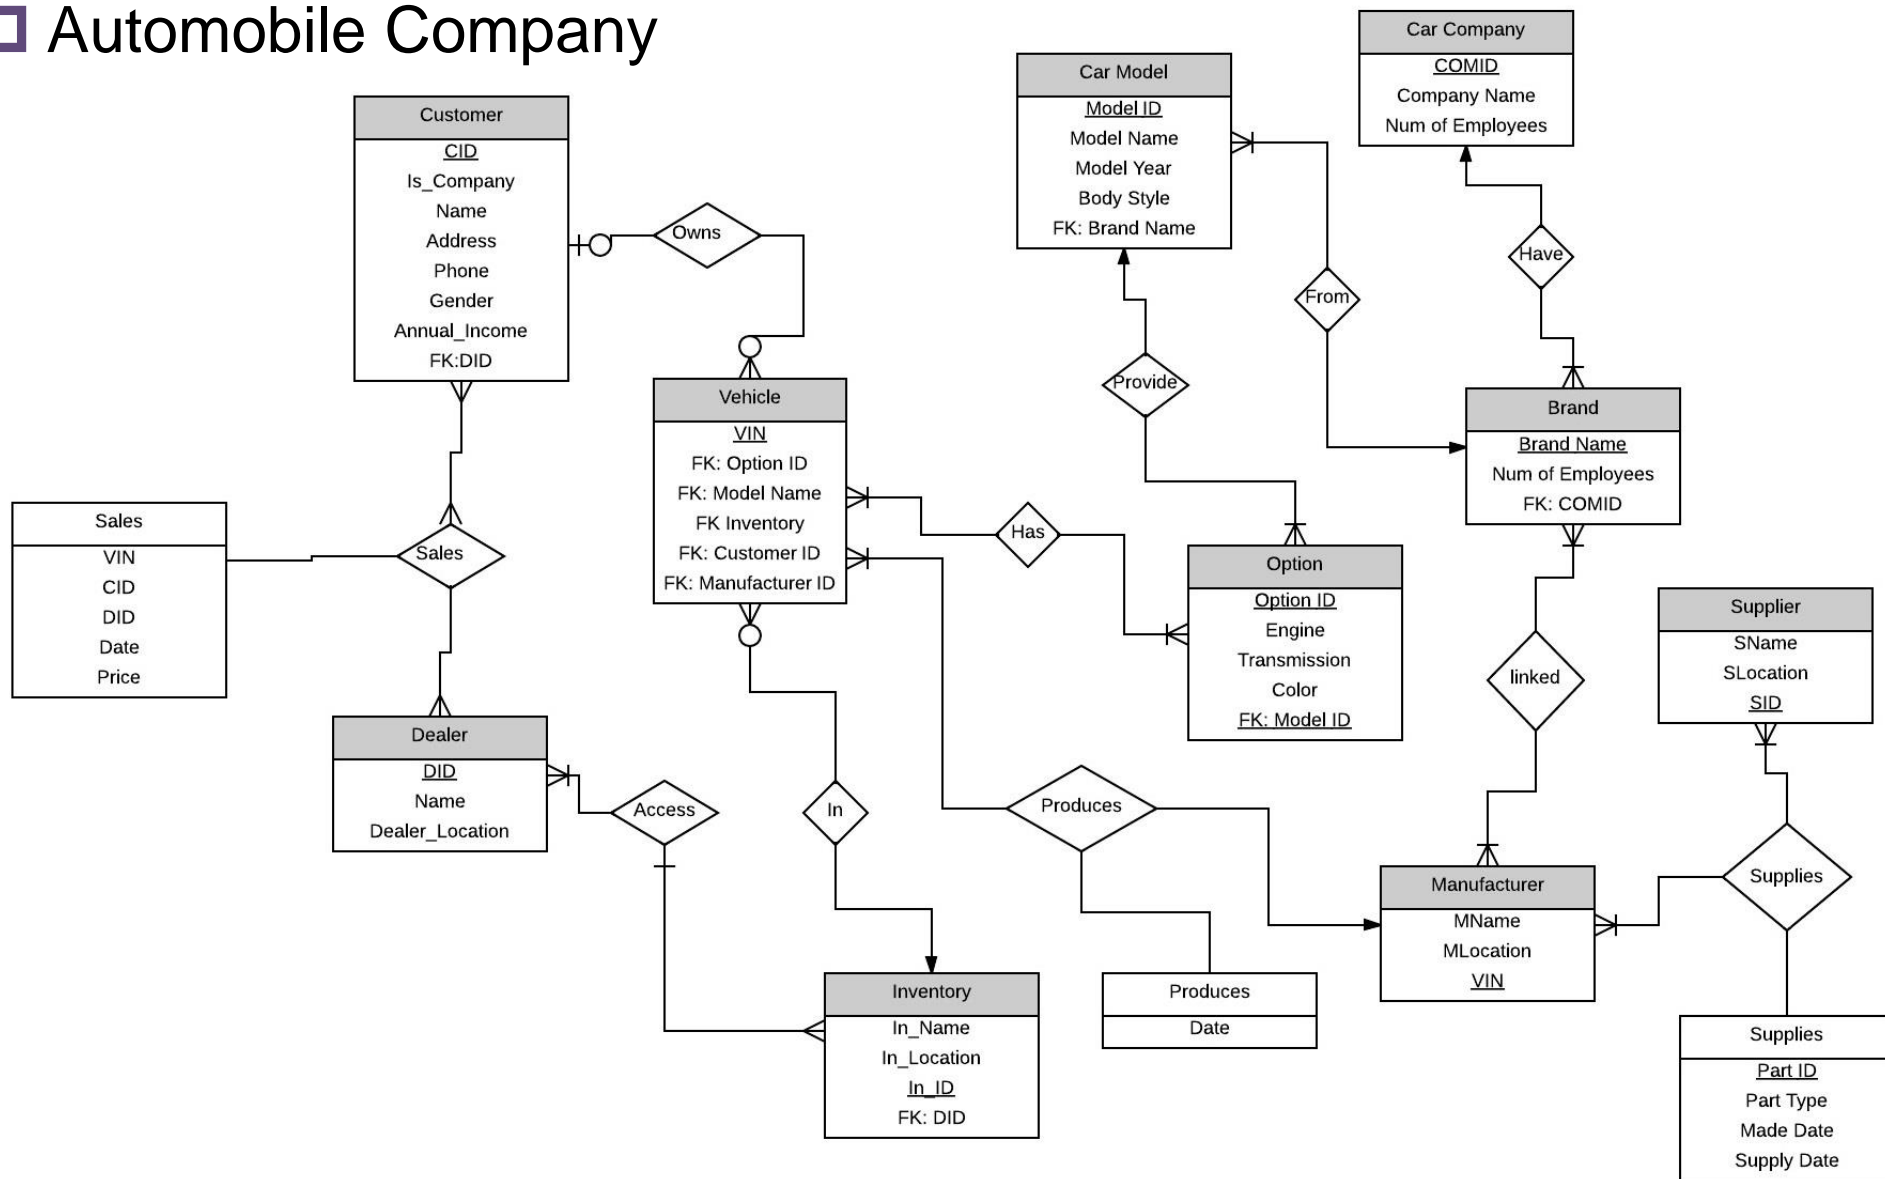 Automobile Company
Customer
CID
Is_Company
Name
Address
Phone
Gender
Annual_Income
FK:DID
Owns
Car Model
Model ID
Model Name
Model Year
Body Style
FK: Brand Name
Car Company
COMID
Company Name
Num of Employees
Have
From
Provide
Vehicle
VIN
FK: Option ID
FK: Model Name
FK Inventory
FK: Customer ID
FK: Manufacturer ID
Brand
Brand Name
Num of Employees
FK: COMID
Sales
VIN
CID
DID
Date
Price
Sales
Has
Option
Option ID
Engine
Transmission
Color
FK: Model ID
linked
Supplier
SName
SLocation
SID
Dealer
DID
Name
Dealer_Location
Access
In
Produces
Manufacturer
MName
MLocation
VIN
Supplies
Inventory
In_Name
In_Location
In_ID
FK: DID
Produces
Date
Supplies
Part ID
Part Type
Made Date
Supply Date